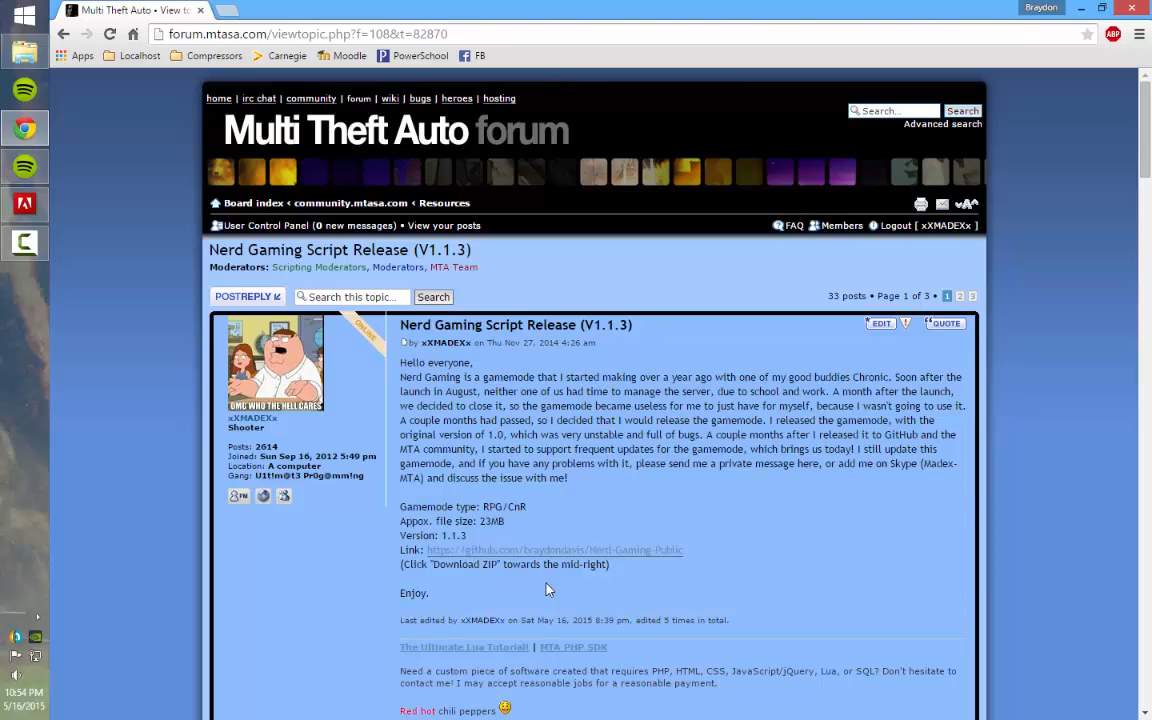 Multi Theft Auto • View to
Braydon
forum.mtasa.com/viewtopic.php?f=108&t=82870
ABP
Apps Localhost Compressors Carnegie Moodle PowerSchool FB
home | irc chat | community | forum | wiki | bugs | heroes | hosting
Search... Search
Advanced search
Multi Theft Auto forum
Board index ‹ community.mtasa.com ‹ Resources
User Control Panel (0 new messages) • View your posts
FAQ Members Logout [ xXMADEXx ]
Nerd Gaming Script Release (V1.1.3)
Moderators: Scripting Moderators, Moderators, MTA Team
POSTREPLY Search this topic... Search
33 posts • Page 1 of 3 • 1 2 3
ONLINE
OMG WHO THE HELL CARES
xXMADEXx
Shooter
Posts: 2614
Joined: Sun Sep 16, 2012 5:49 pm
Location: A computer
Gang: U1t!m@t3 Pr0g@mm!ng
PM
Nerd Gaming Script Release (V1.1.3)
EDIT ! QUOTE
by xXMADEXx on Thu Nov 27, 2014 4:26 am
Hello everyone,
Nerd Gaming is a gamemode that I started making over a year ago with one of my good buddies Chronic. Soon after the
launch in August, neither one of us had time to manage the server, due to school and work. A month after the launch,
we decided to close it, so the gamemode became useless for me to just have for myself, because I wasn't going to use it.
A couple months had passed, so I decided that I would release the gamemode. I released the gamemode, with the
original version of 1.0, which was very unstable and full of bugs. A couple months after I released it to GitHub and the
MTA community, I started to support frequent updates for the gamemode, which brings us today! I still update this
gamemode, and if you have any problems with it, please send me a private message here, or add me on Skype (Madex-
MTA) and discuss the issue with me!
Gamemode type: RPG/CnR
Appox. file size: 23MB
Version: 1.1.3
Link: https://github.com/braydondavis/Nerd-Gaming-Public
(Click "Download ZIP" towards the mid-right)
Enjoy.
Last edited by xXMADEXx on Sat May 16, 2015 8:39 pm, edited 5 times in total.
The Ultimate Lua Tutorial! | MTA PHP SDK
Need a custom piece of software created that requires PHP, HTML, CSS, JavaScript/jQuery, Lua, or SQL? Don't hesitate to
contact me! I may accept reasonable jobs for a reasonable payment.
Red hot chili peppers
10:54 PM
5/16/2015